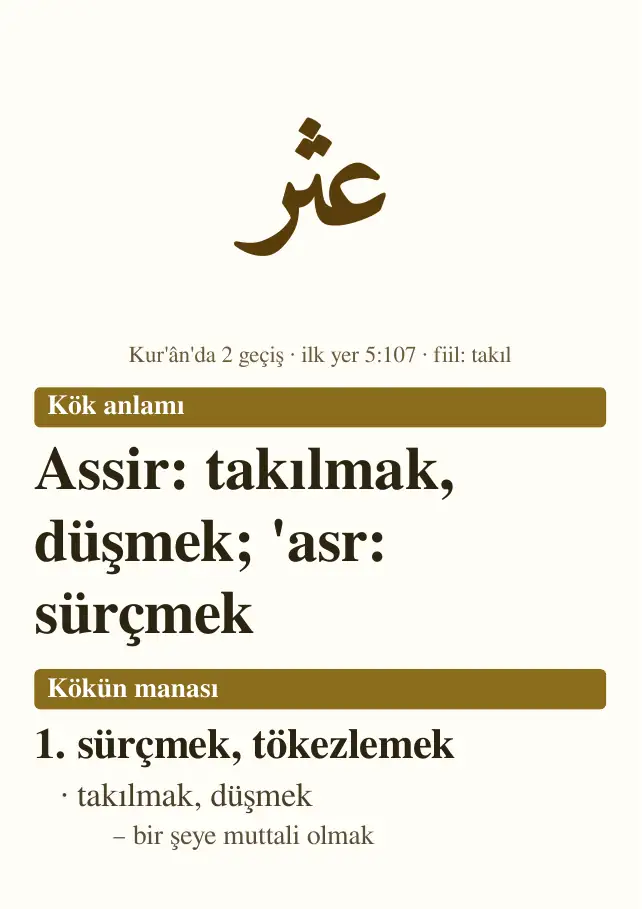 عثر
Kur'ân'da 2 geçiş · ilk yer 5:107 · fiil: takıl
Kök anlamı
Assir: takılmak,
düşmek; 'asr:
sürçmek
Kökün manası
1. sürçmek, tökezlemek
· takılmak, düşmek
– bir şeye muttali olmak